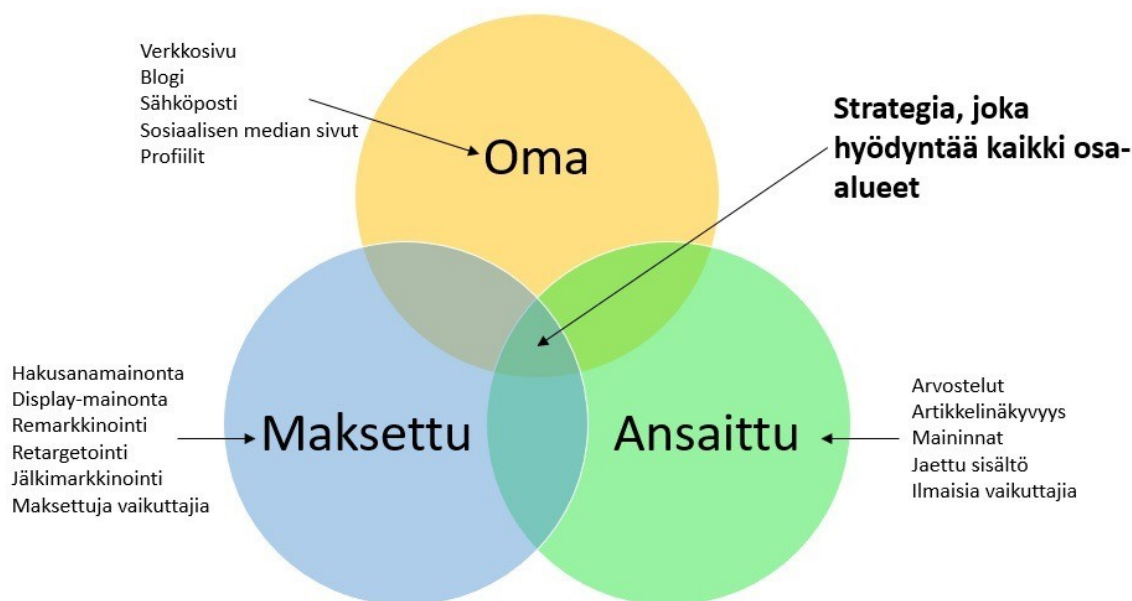 Verkkosivu
Blogi
Sähköposti
Sosiaalisen median sivut
Profiilit
Oma
Strategia, joka
hyödyntää kaikki osa-
alueet
Hakusanamainonta
Display-mainonta
Remarkkinointi
Retargetointi
Jälkimarkkinointi
Maksettuja vaikuttajia
Maksettu
Ansaittu
Arvostelut
Artikkelinäkyvyys
Maininnat
Jaettu sisältö
Ilmaisia vaikuttajia